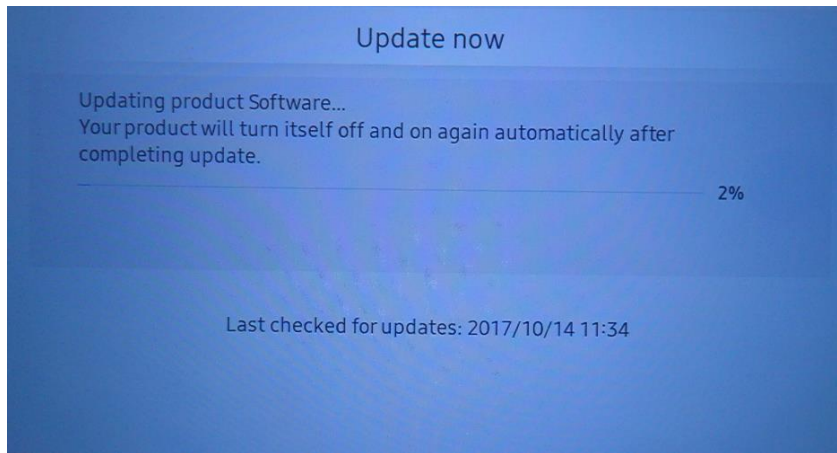 Update now
Updating product Software...
Your product will turn itself off and on again automatically after
completing update.
2%
Last checked for updates: 2017/10/14 11:34